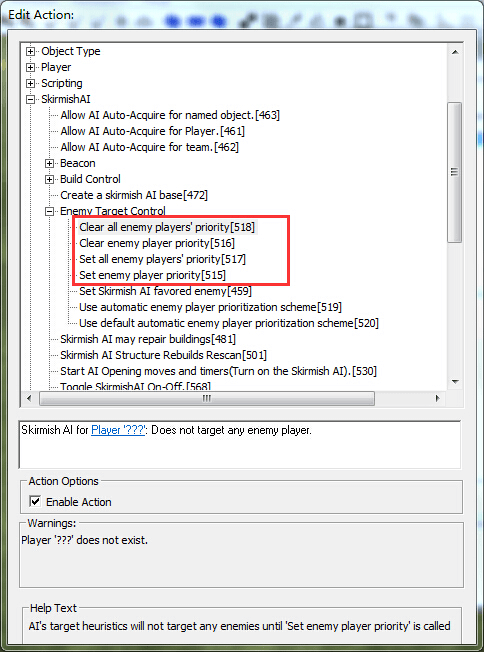 Edit Action:
Object Type
Player
Scripting
SkirmishAI
Allow AI Auto-Acquire for named object.[463]
Allow AI Auto-Acquire for Player.[461]
Allow AI Auto-Acquire for team.[462]
Beacon
Build Control
Create a skirmish AI base[472]
Enemy Target Control
Clear all enemy players' priority[518]
Clear enemy player priority[516]
Set all enemy players' priority[517]
Set enemy player priority[515]
Set Skirmish AI favored enemy[459]
Use automatic enemy player prioritization scheme[519]
Use default automatic enemy player prioritization scheme[520]
Skirmish AI may repair buildings[481]
Skirmish AI Structure Rebuilds Rescan[501]
Start AI Opening moves and timers(Turn on the Skirmish AI).[530]
Toggle SkirmishAI On-Off.[568]
Skirmish AI for Player '???': Does not target any enemy player.
Action Options
Enable Action
Warnings:
Player '???' does not exist.
Help Text
AI's target heuristics will not target any enemies until 'Set enemy player priority' is called